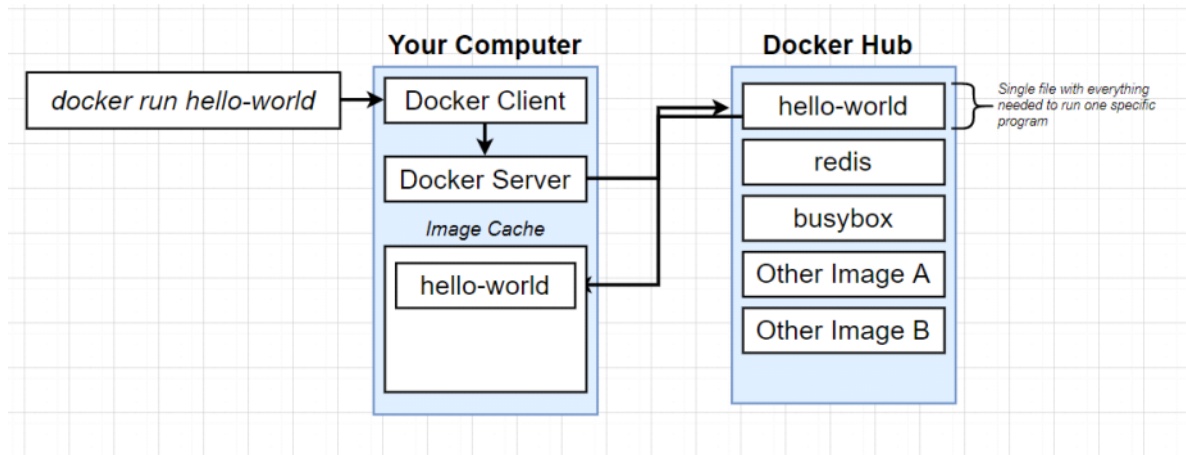 Your Computer
Docker Hub
docker run hello-world
Docker Client
Docker Server
Image Cache
hello-world
hello-world
redis
busybox
Other Image A
Other Image B
Single file with everything
needed to run one specific
program